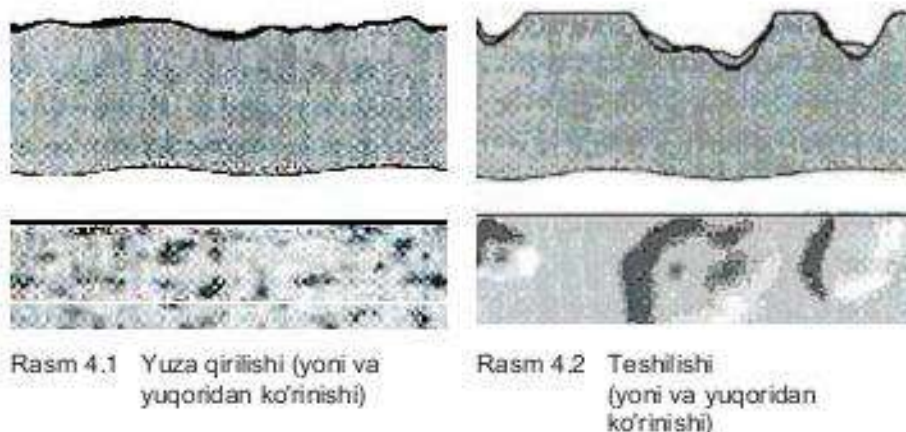 Rasm 4.1 Yuza qirilishi (yoni va
yuqoridan ko'rinishi)
Rasm 4.2 Teshilishi
(yoni va yuqoridan
ko'rinishi)